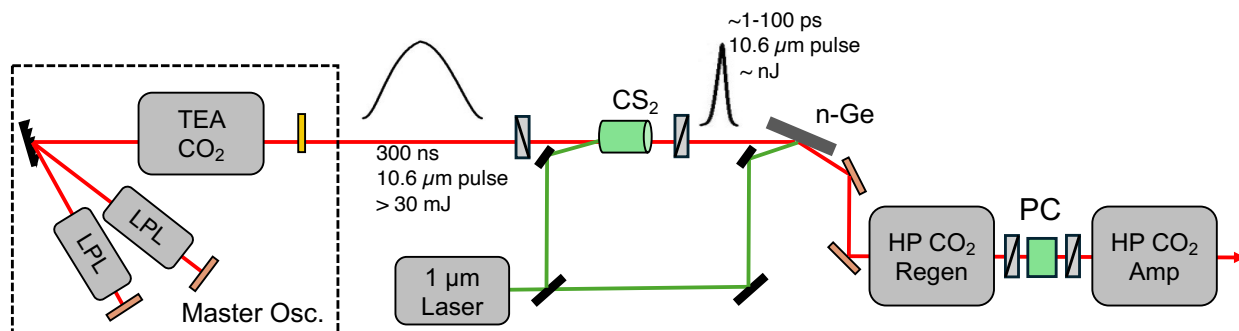 TEA
CO₂
LPL
LPL
Master Osc.
300 ns
10.6 µm pulse
> 30 mJ
1 µm
Laser
CS₂
~1-100 ps
10.6 µm pulse
~ nJ
n-Ge
HP CO₂
Regen
PC
HP CO₂
Amp